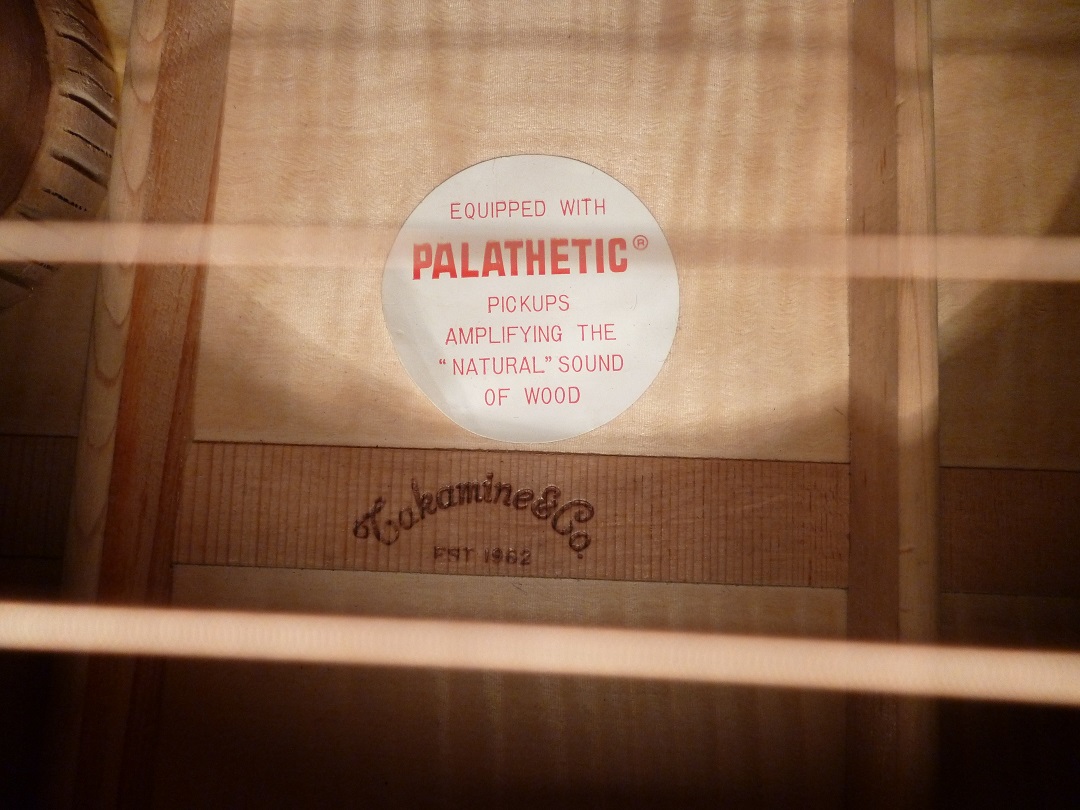 EQUIPPED WITH
PALATHETIC®
PICKUPS
AMPLIFYING THE
“NATURAL” SOUND
OF WOOD
Takamine & Co.
EST 1962